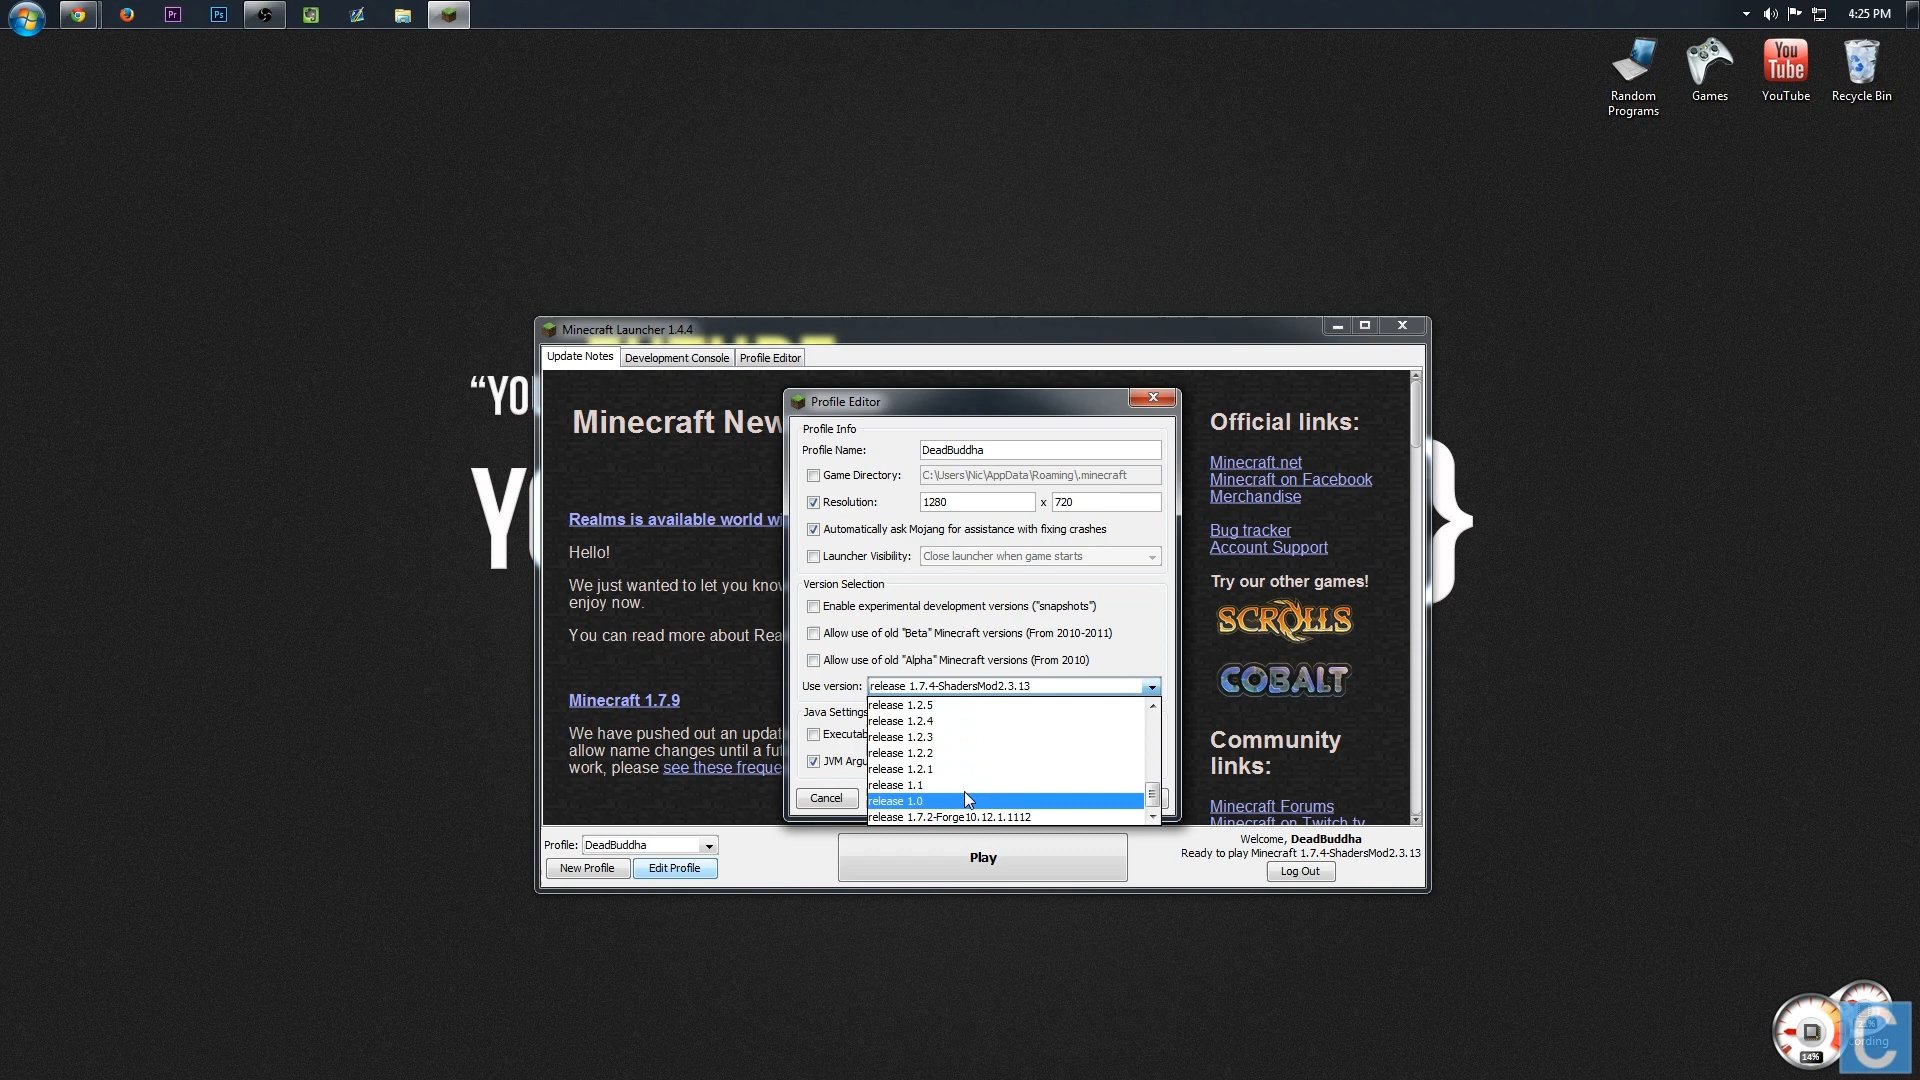 4:25 PM
Random
Programs
Games
You
Tube
YouTube
Recycle Bin
Pr
Ps
Minecraft Launcher 1.4.4
Update Notes
Development Console
Profile Editor
“YO
Y
}
Minecraft New
Realms is available world wi
Hello!
We just wanted to let you know
enjoy now.
You can read more about Rea
Minecraft 1.7.9
We have pushed out an updat
allow name changes until a fut
work, please see these freque
Profile Editor
Profile Info
Profile Name:
DeadBuddha
Game Directory:
C:\Users\Nic\AppData\Roaming\.minecraft
Resolution:
1280
x
720
Automatically ask Mojang for assistance with fixing crashes
Launcher Visibility:
Close launcher when game starts
Version Selection
Enable experimental development versions ("snapshots")
Allow use of old "Beta" Minecraft versions (From 2010-2011)
Allow use of old "Alpha" Minecraft versions (From 2010)
Use version:
release 1.7.4-ShadersMod2.3.13
release 1.2.5
release 1.2.4
release 1.2.3
release 1.2.2
release 1.2.1
release 1.1
release 1.0
release 1.7.2-Forge10.12.1.1112
Java Settings
Executab
JVM Argu
Cancel
Official links:
Minecraft.net
Minecraft on Facebook
Merchandise
Bug tracker
Account Support
Try our other games!
SCROLLS
COBALT
Community
links:
Minecraft Forums
Minecraft on Twitch.tv
Profile:
DeadBuddha
New Profile
Edit Profile
Play
Welcome, DeadBuddha
Ready to play Minecraft 1.7.4-ShadersMod2.3.13
Log Out
14%